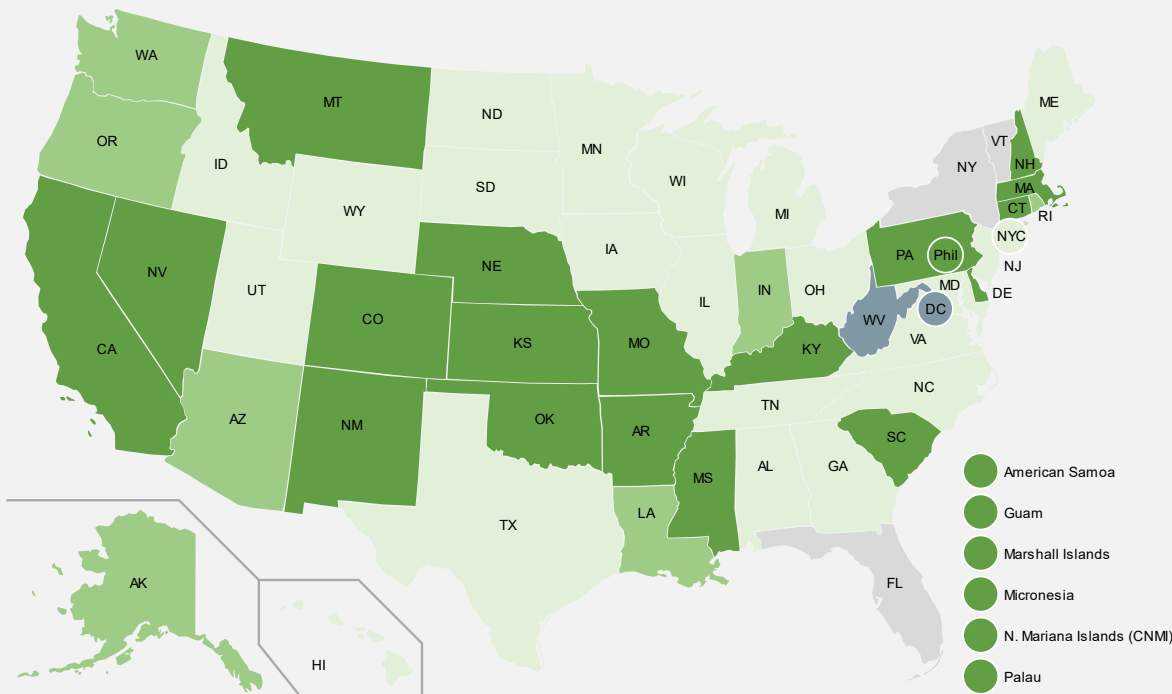 WA
MT
ND
ME
OR
MN
VT
ID
NY
NH
WI
SD
MA
MI
CT
WY
RI
NYC
IA
PA
Phil
NE
NJ
NV
MD
UT
IN
OH
DE
IL
DC
CO
WV
VA
KS
MO
CA
KY
NC
TN
AZ
OK
NM
AR
SC
AL
GA
MS
American Samoa
LA
Guam
TX
Marshall Islands
AK
FL
Micronesia
N. Mariana Islands (CNMI)
HI
Palau